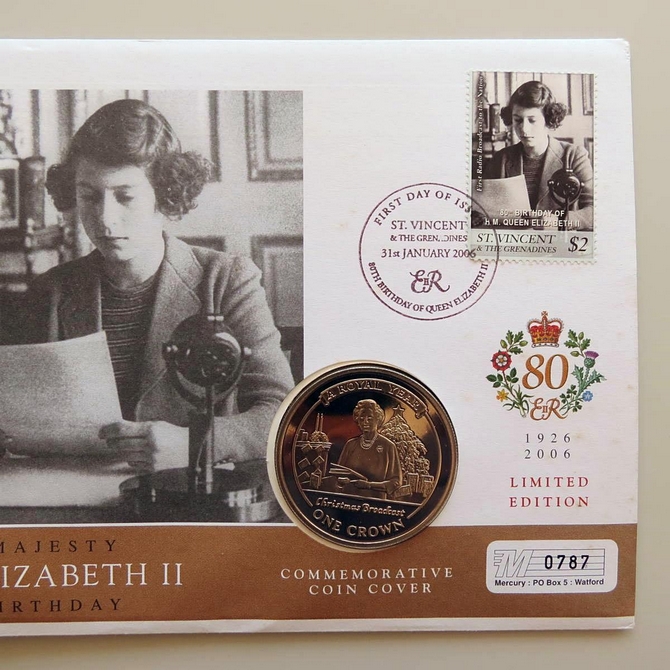 First Radio Broadcast to the Nation
80TH BIRTHDAY OF
H.M. QUEEN ELIZABETH II
ST. VINCENT
& THE GRENADINES
$2
FIRST DAY OF ISS
ST. VINCENT
& THE GRENADINES
31st JANUARY 2006
EIIR
80TH BIRTHDAY OF QUEEN ELIZABETH II
80
EIIR
1926
2006
LIMITED
EDITION
A ROYAL YEAR
Christmas Broadcast
ONE CROWN
MAJESTY
IZABETH II
IRTHDAY
COMMEMORATIVE
COIN COVER
M 0787
Mercury : PO Box 5 : Watford